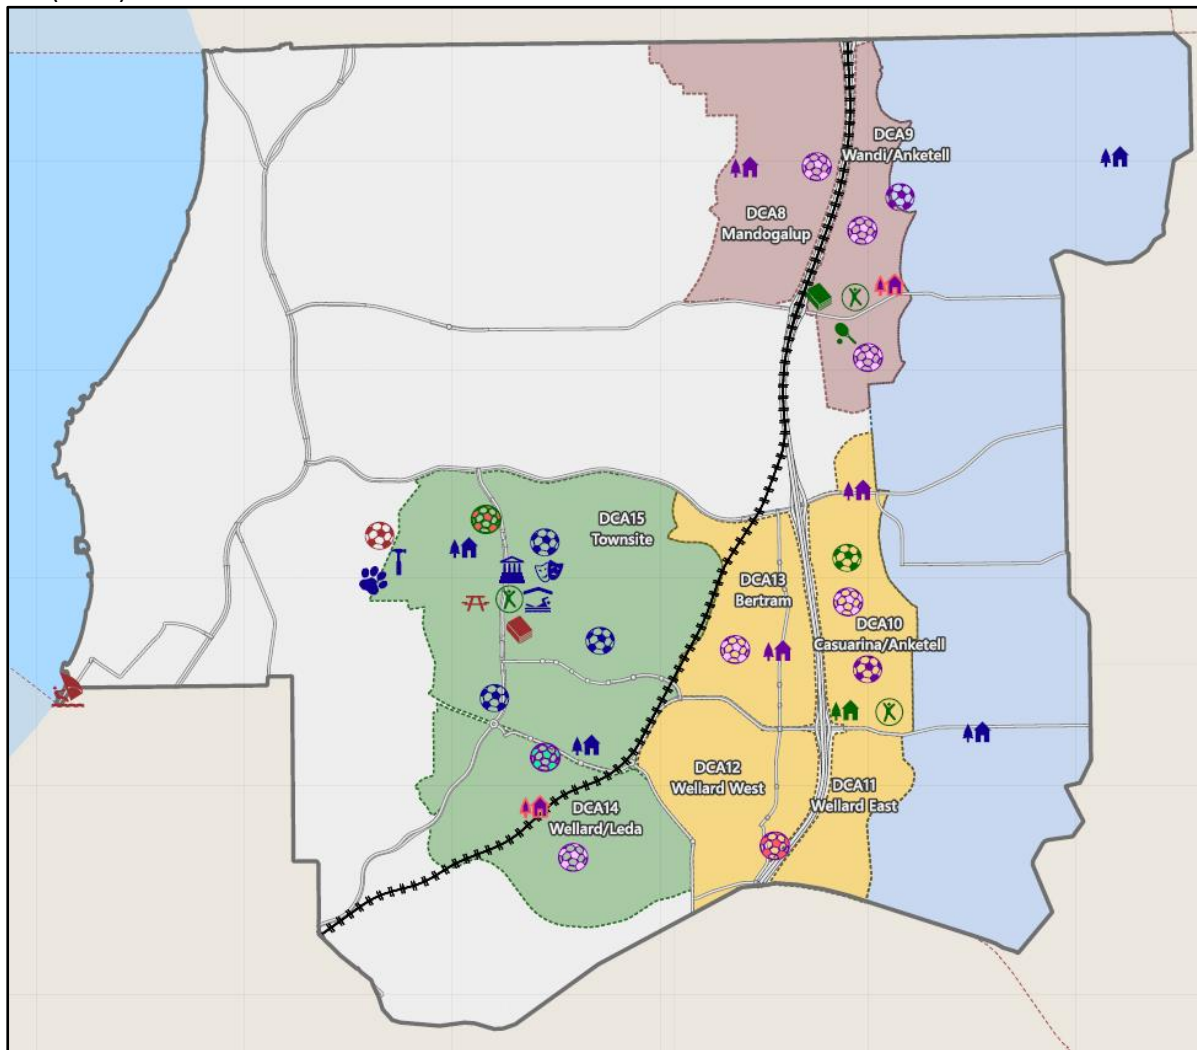 DCA9
Wandi/Anketell
DCA8
Mandogalup
DCA15
Townsite
DCA13
Bertram
DCA10
Casuarina/Anketell
DCA12
Wellard West
DCA11
Wellard East
DCA14
Wellard/Leda